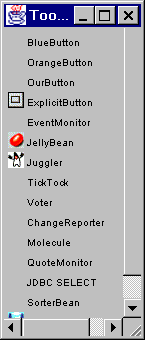 Too...
BlueButton
OrangeButton
OurButton
ExplicitButton
EventMonitor
JellyBean
Juggler
TickTock
Voter
ChangeReporter
Molecule
QuoteMonitor
JDBC SELECT
SorterBean